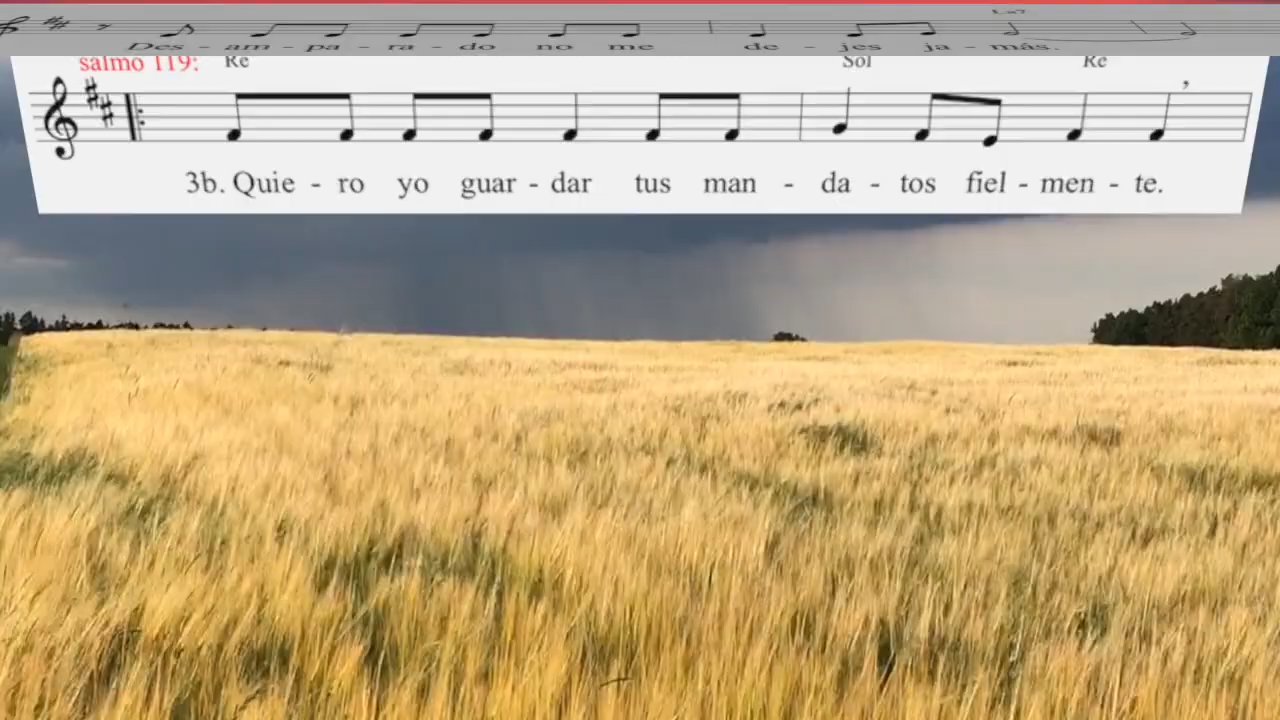 La7
Des - am - pa - ra - do no me de - jes ja - más.
salmo 119: Re Sol Re
3b. Quie - ro yo guar - dar tus man - da - tos fiel - men - te.